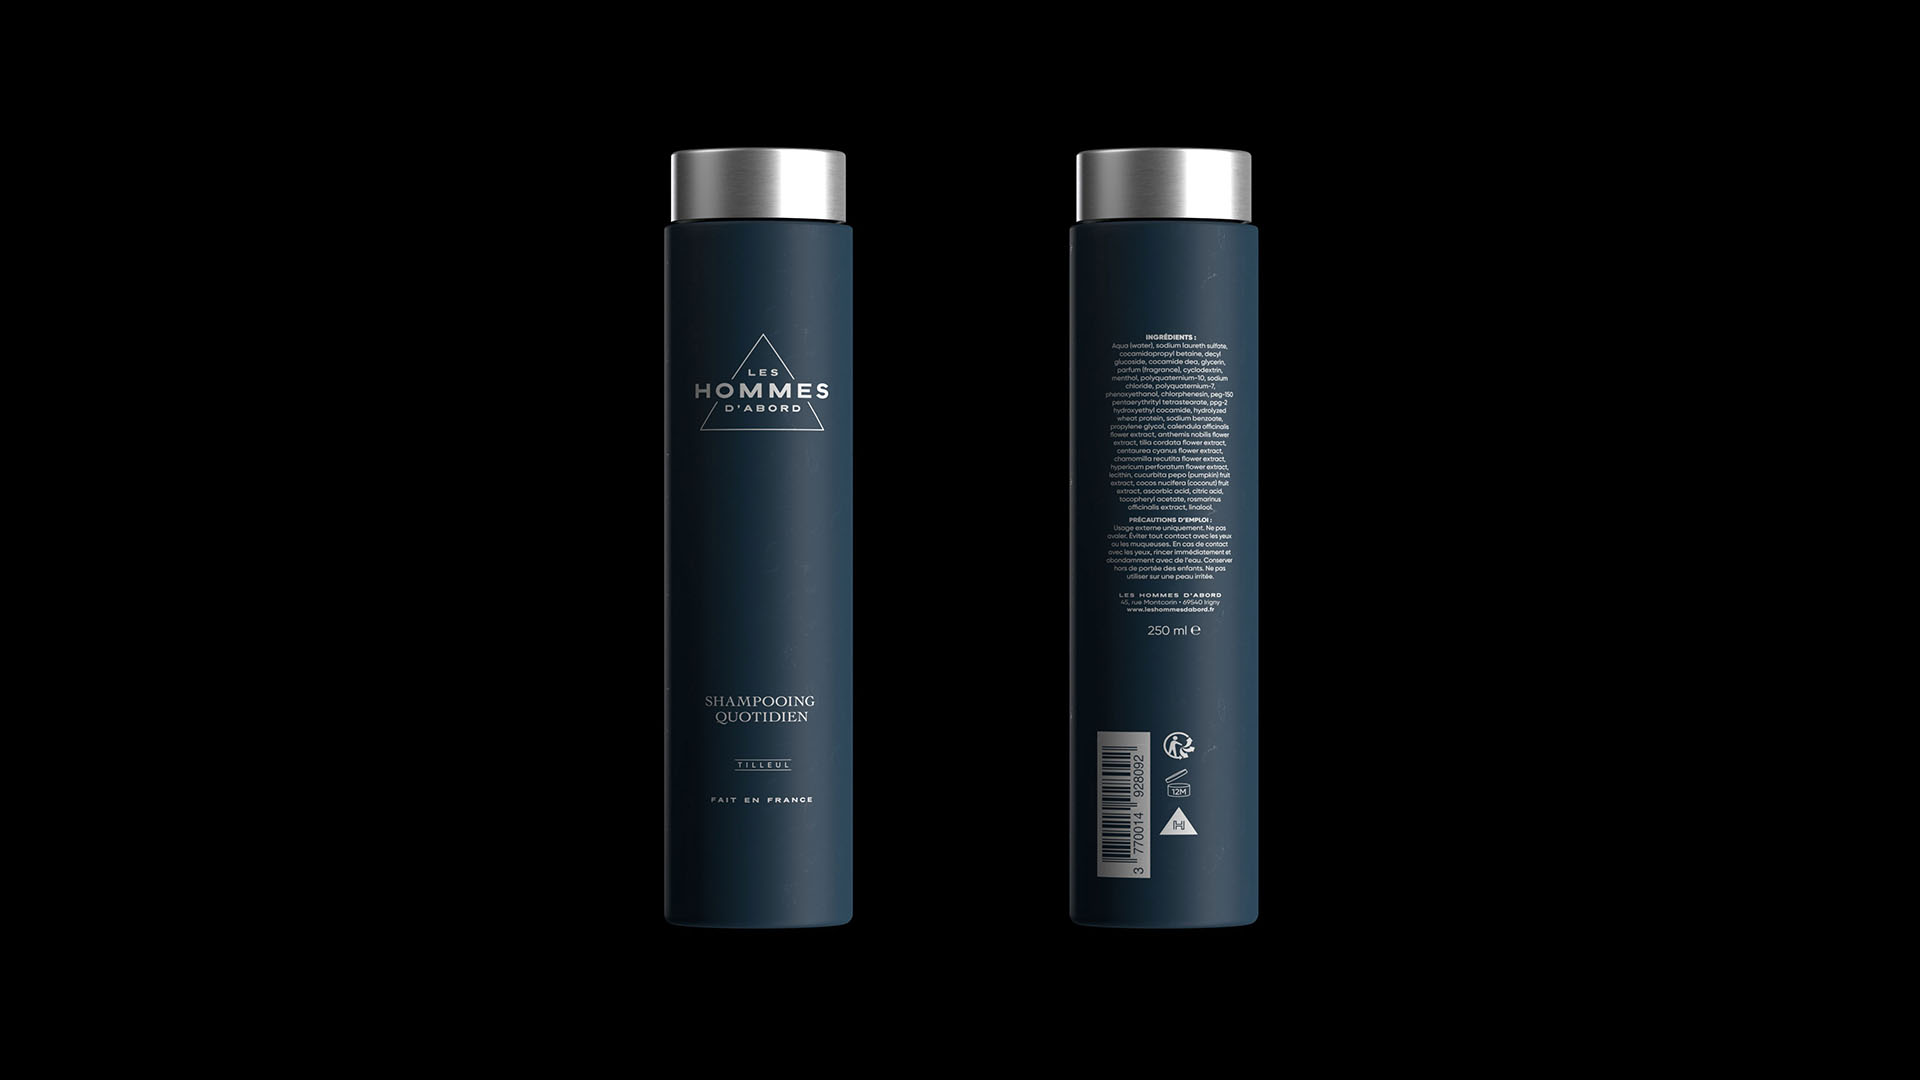 LES
HOMMES
D'ABORD
SHAMPOOING
QUOTIDIEN
TILLEUL
FAIT EN FRANCE
INGRÉDIENTS :
Aqua (water), sodium laureth sulfate,
cocamidopropyl betaine, decyl
glucoside, cocamide dea, glycerin,
parfum (fragrance), cyclodextrin,
menthol, polyquaternium-10, sodium
chloride, polyquaternium-7,
phenoxyethanol, chlorphenesin, peg-150
pentaerythrityl tetrastearate, ppg-2
hydroxyethyl cocamide, hydrolyzed
wheat protein, sodium benzoate,
propylene glycol, calendula officinalis
flower extract, anthemis nobilis flower
extract, tilia cordata flower extract,
centaurea cyanus flower extract,
chamomilla recutita flower extract,
hypericum perforatum flower extract,
lecithin, cucurbita pepo (pumpkin) fruit
extract, cocos nucifera (coconut) fruit
extract, ascorbic acid, citric acid,
tocopheryl acetate, rosmarinus
officinalis extract, linalool.
PRÉCAUTIONS D'EMPLOI :
Usage externe uniquement. Ne pas
avaler. Éviter tout contact avec les yeux
ou les muqueuses. En cas de contact
avec les yeux, rincer immédiatement et
abondamment avec de l'eau. Conserver
hors de portée des enfants. Ne pas
utiliser sur une peau irritée.
LES HOMMES D'ABORD
45, rue Montcorin • 69540 Irigny
www.leshommesdabord.fr
250 ml ℮
3 770014 928092
12M
H